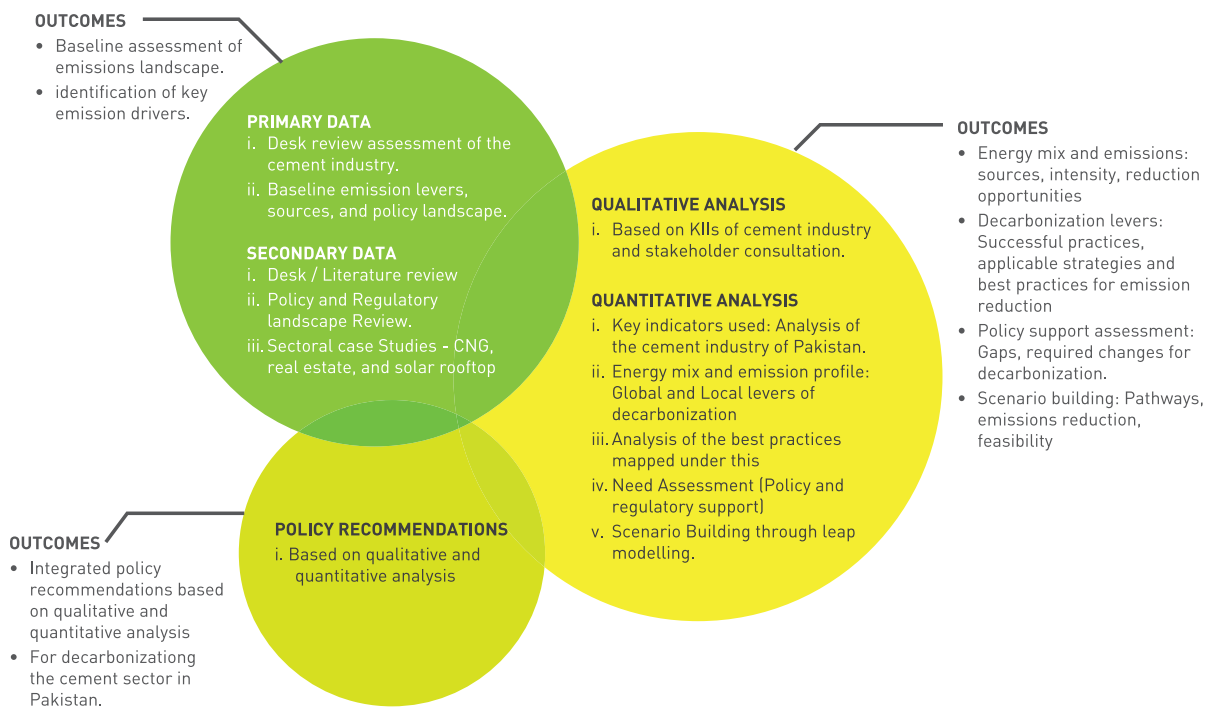 OUTCOMES
• Baseline assessment of
emissions landscape.
• identification of key
emission drivers.
PRIMARY DATA
i. Desk review assessment of the
cement industry.
ii. Baseline emission levers,
sources, and policy landscape.
SECONDARY DATA
i. Desk / Literature review
ii. Policy and Regulatory
landscape Review.
iii. Sectoral case Studies - CNG,
real estate, and solar rooftop
QUALITATIVE ANALYSIS
i. Based on KIIs of cement industry
and stakeholder consultation.
QUANTITATIVE ANALYSIS
i. Key indicators used: Analysis of
the cement industry of Pakistan.
ii. Energy mix and emission profile:
Global and Local levers of
decarbonization
iii. Analysis of the best practices
mapped under this
iv. Need Assessment (Policy and
regulatory support)
v. Scenario Building through leap
modelling.
OUTCOMES
• Energy mix and emissions:
sources, intensity, reduction
opportunities
• Decarbonization levers:
Successful practices,
applicable strategies and
best practices for emission
reduction
• Policy support assessment:
Gaps, required changes for
decarbonization.
• Scenario building: Pathways,
emissions reduction,
feasibility
POLICY RECOMMENDATIONS
i. Based on qualitative and
quantitative analysis
OUTCOMES
• Integrated policy
recommendations based
on qualitative and
quantitative analysis
• For decarbonizationg
the cement sector in
Pakistan.